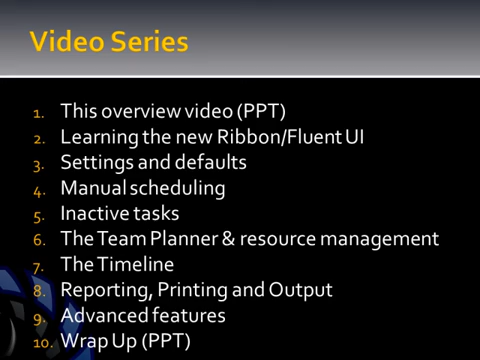 Video Series
1. This overview video (PPT)
2. Learning the new Ribbon/Fluent UI
3. Settings and defaults
4. Manual scheduling
5. Inactive tasks
6. The Team Planner & resource management
7. The Timeline
8. Reporting, Printing and Output
9. Advanced features
10. Wrap Up (PPT)